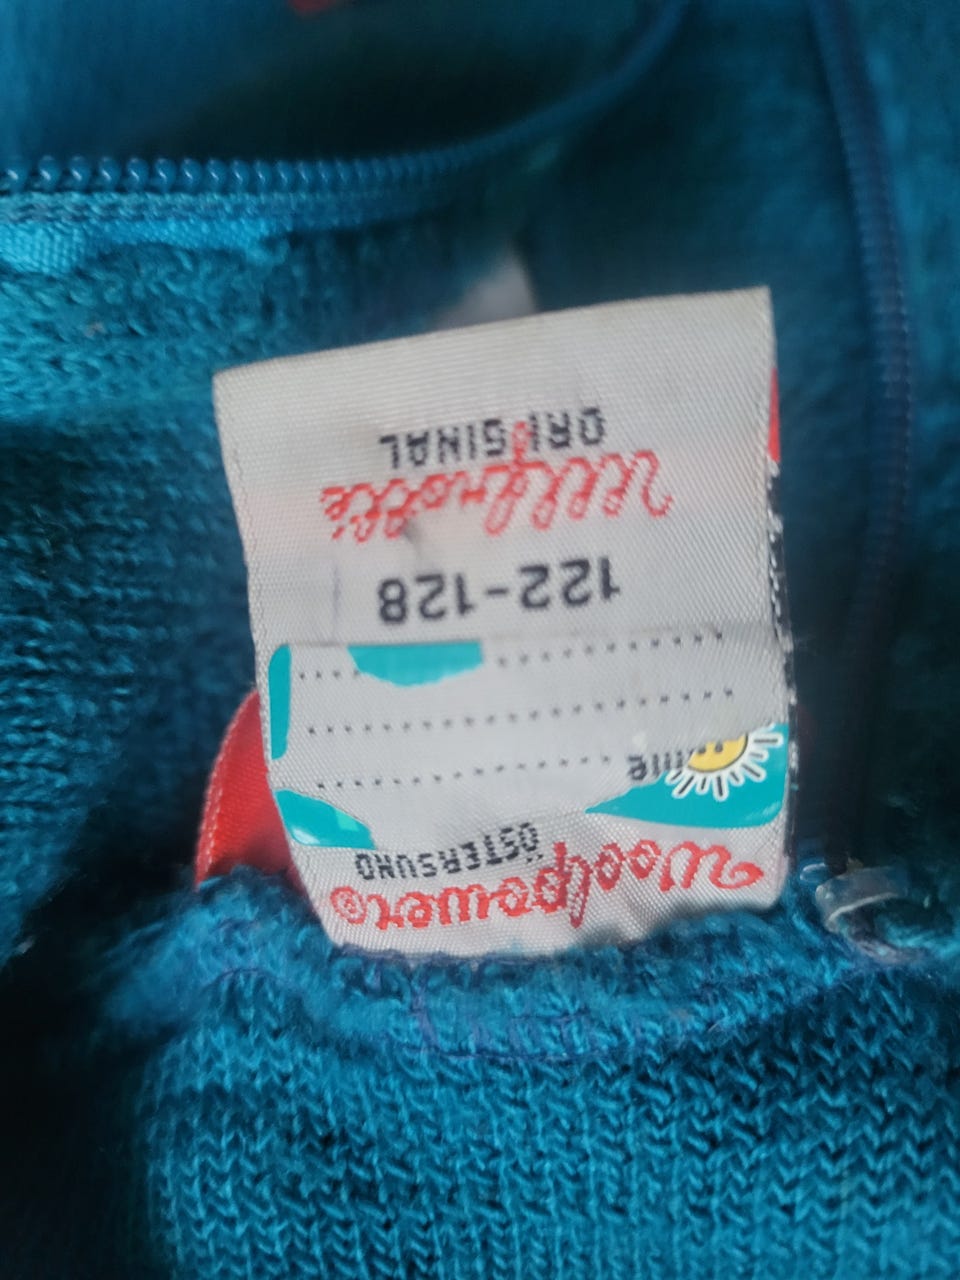 Woolpower®
ÖSTERSUND
122-128
Ullfrotté
ORIGINAL